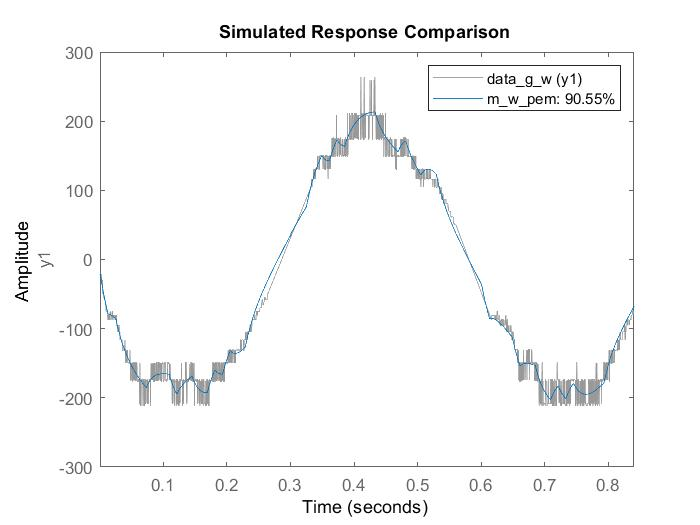 Simulated Response Comparison
300
data_g_w (y1)
m_w_pem: 90.55%
200
100
0
-100
-200
-300
Amplitude
y1
0.1 0.2 0.3 0.4 0.5 0.6 0.7 0.8
Time (seconds)